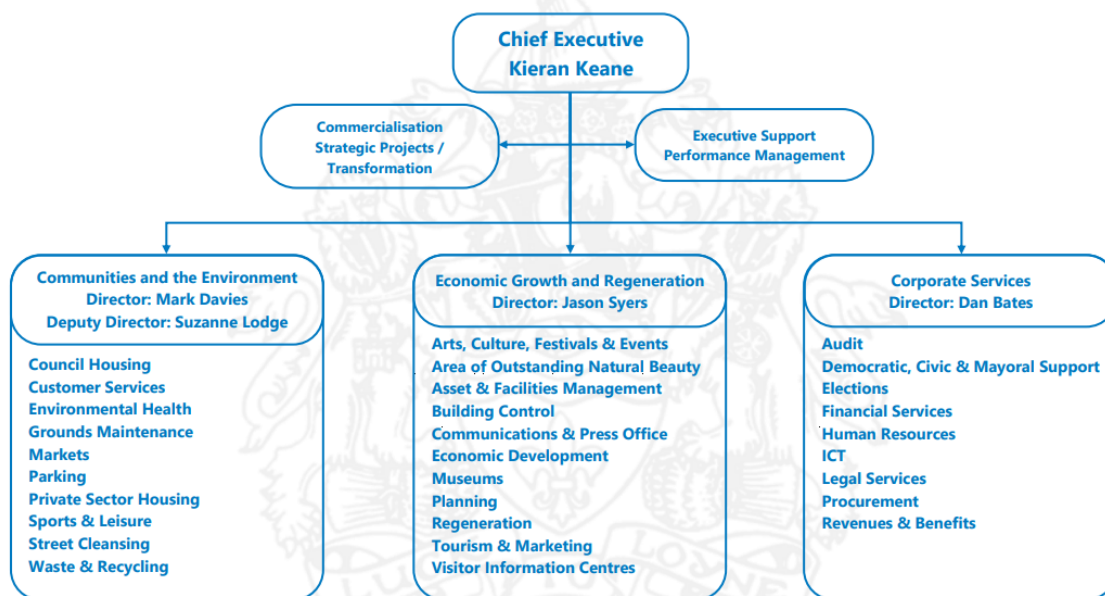 Chief Executive
Kieran Keane
Commercialisation
Strategic Projects /
Transformation
Executive Support
Performance Management
Communities and the Environment
Director: Mark Davies
Deputy Director: Suzanne Lodge
Council Housing
Customer Services
Environmental Health
Grounds Maintenance
Markets
Parking
Private Sector Housing
Sports & Leisure
Street Cleansing
Waste & Recycling
Economic Growth and Regeneration
Director: Jason Syers
Arts, Culture, Festivals & Events
Area of Outstanding Natural Beauty
Asset & Facilities Management
Building Control
Communications & Press Office
Economic Development
Museums
Planning
Regeneration
Tourism & Marketing
Visitor Information Centres
Corporate Services
Director: Dan Bates
Audit
Democratic, Civic & Mayoral Support
Elections
Financial Services
Human Resources
ICT
Legal Services
Procurement
Revenues & Benefits